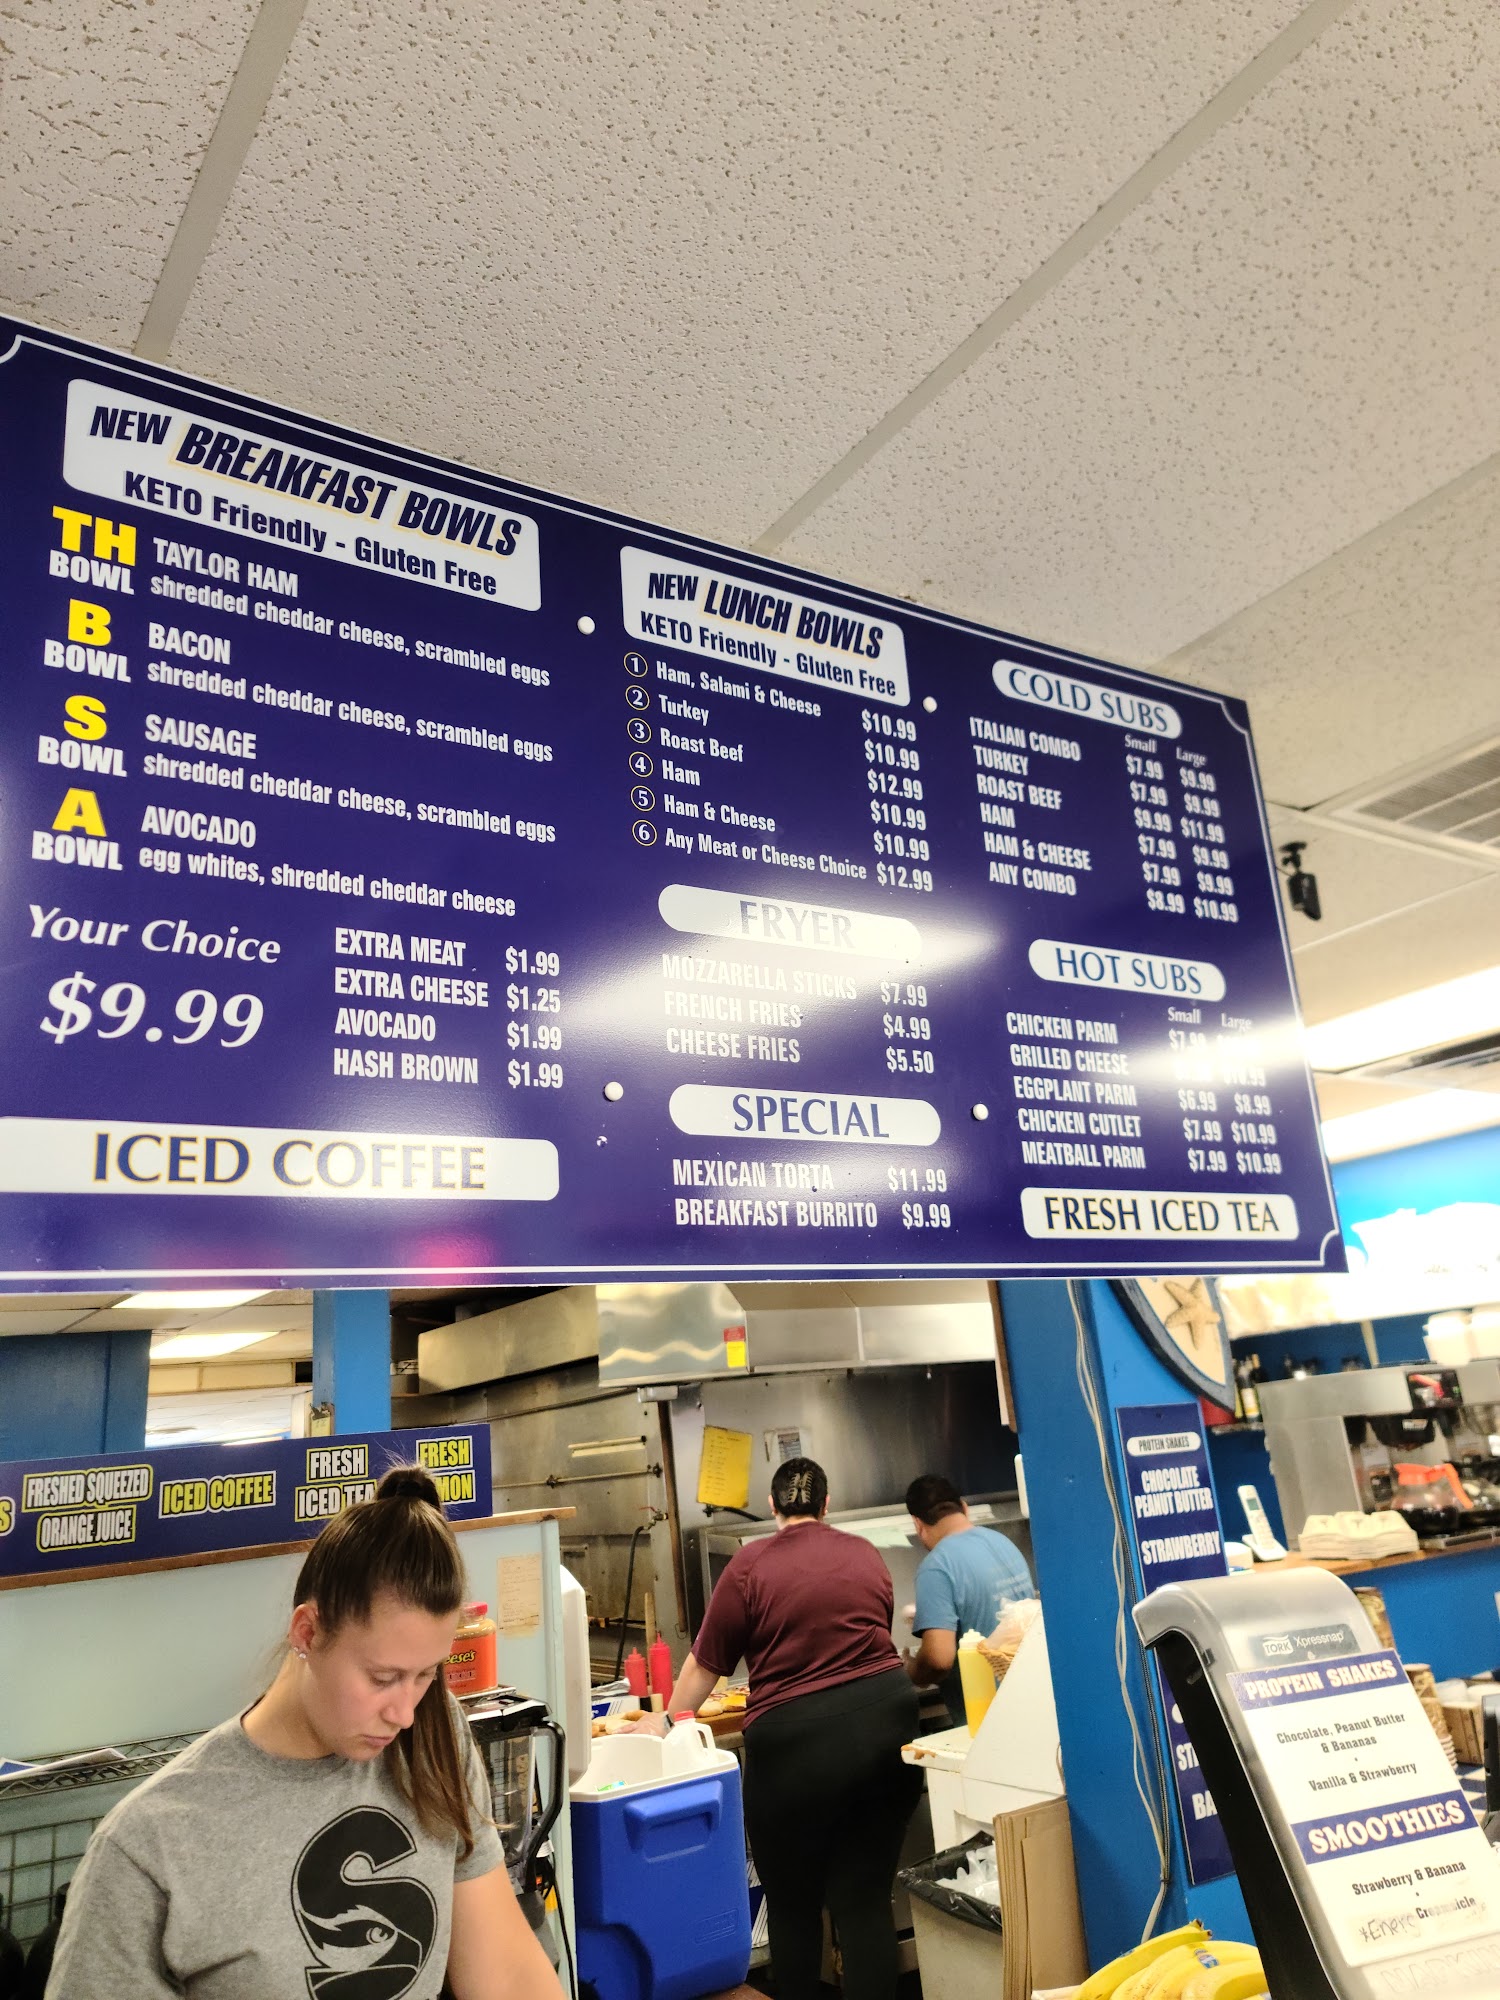 NEW BREAKFAST BOWLS
KETO Friendly - Gluten Free
TH BOWL TAYLOR HAM
shredded cheddar cheese, scrambled eggs
B BOWL BACON
shredded cheddar cheese, scrambled eggs
S BOWL SAUSAGE
shredded cheddar cheese, scrambled eggs
A BOWL AVOCADO
egg whites, shredded cheddar cheese
Your Choice
$9.99
EXTRA MEAT $1.99
EXTRA CHEESE $1.25
AVOCADO $1.99
HASH BROWN $1.99
ICED COFFEE
NEW LUNCH BOWLS
KETO Friendly - Gluten Free
1 Ham, Salami & Cheese $10.99
2 Turkey $10.99
3 Roast Beef $12.99
4 Ham $10.99
5 Ham & Cheese $10.99
6 Any Meat or Cheese Choice $12.99
FRYER
MOZZARELLA STICKS $7.99
FRENCH FRIES $4.99
CHEESE FRIES $5.50
SPECIAL
MEXICAN TORTA $11.99
BREAKFAST BURRITO $9.99
COLD SUBS
Small Large
ITALIAN COMBO $7.99 $9.99
TURKEY $7.99 $9.99
ROAST BEEF $9.99 $11.99
HAM $7.99 $9.99
HAM & CHEESE $7.99 $9.99
ANY COMBO $8.99 $10.99
HOT SUBS
Small Large
CHICKEN PARM
GRILLED CHEESE
EGGPLANT PARM $6.99 $8.99
CHICKEN CUTLET $7.99 $10.99
MEATBALL PARM $7.99 $10.99
FRESH ICED TEA
FRESHED SQUEEZED
ORANGE JUICE
ICED COFFEE
FRESH
ICED TEA
FRESH
MON
PROTEIN SHAKES
CHOCOLATE
PEANUT BUTTER
STRAWBERRY
ST
BA
S
TORK Xpressnap
PROTEIN SHAKES
Chocolate, Peanut Butter
& Bananas
Vanilla & Strawberry
SMOOTHIES
Strawberry & Banana
Creamsicle